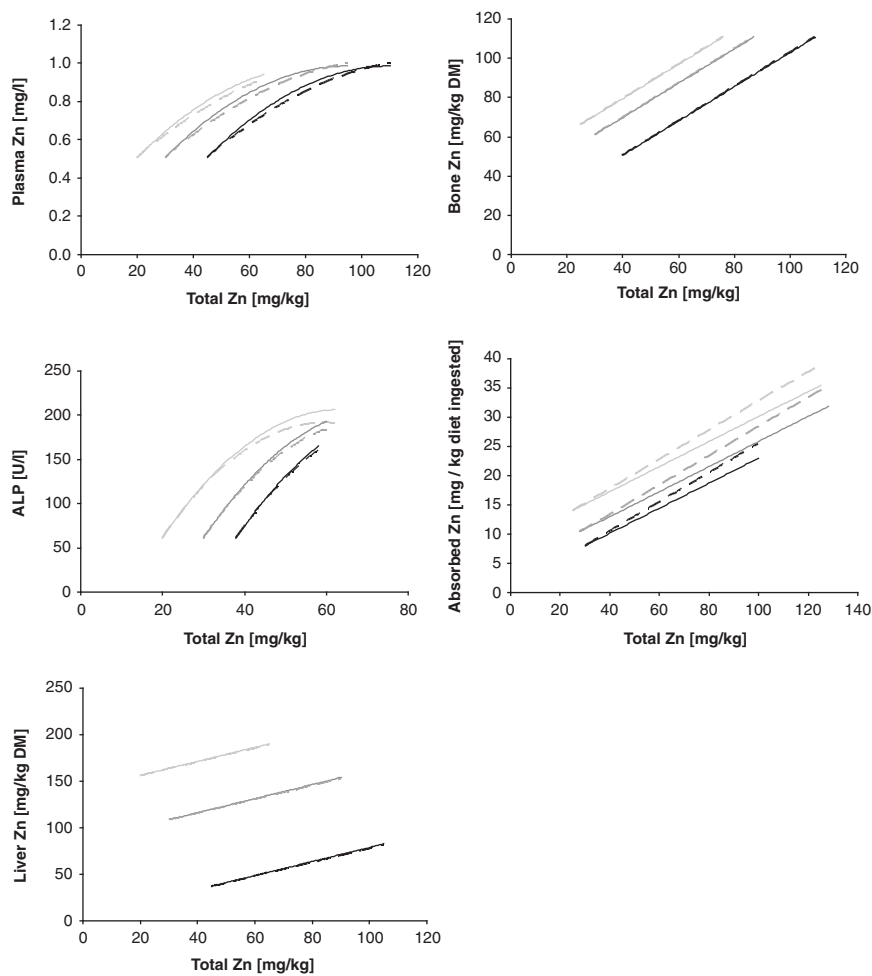 1.2
1.0
0.8
0.6
0.4
0.2
0.0
Plasma Zn [mg/l]
0 20 40 60 80 100 120
Total Zn [mg/kg]
120
100
80
60
40
20
0
Bone Zn [mg/kg DM]
0 20 40 60 80 100 120
Total Zn [mg/kg]
250
200
150
100
50
0
ALP [U/l]
0 20 40 60 80
Total Zn [mg/kg]
40
35
30
25
20
15
10
5
0
Absorbed Zn [mg / kg diet ingested]
0 20 40 60 80 100 120 140
Total Zn [mg/kg]
250
200
150
100
50
0
Liver Zn [mg/kg DM]
0 20 40 60 80 100 120
Total Zn [mg/kg]